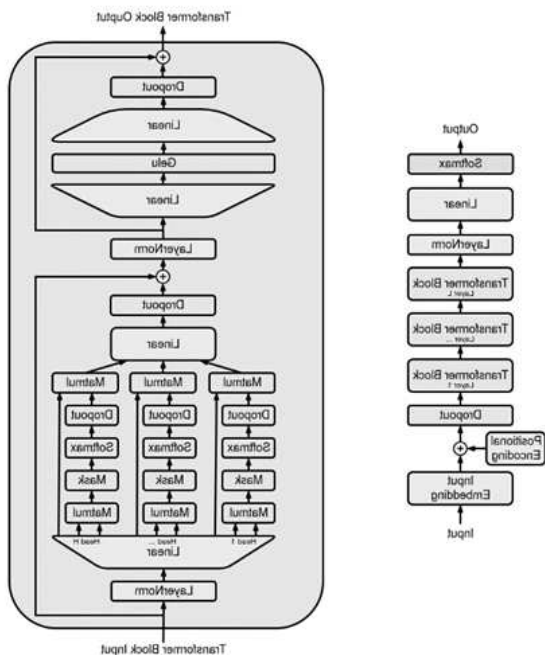 Transformer Block Ouptut
Dropout
Linear
Gelu
Linear
LayerNorm
Dropout
Linear
Matmul Matmul Matmul
Dropout Dropout Dropout
Softmax Softmax Softmax
Mask Mask Mask
Matmul Matmul Matmul
Head H Head ... Head 1
Linear
LayerNorm
Transformer Block Input
Output
Softmax
Linear
LayerNorm
Transformer Block
Layer L
Transformer Block
Layer ...
Transformer Block
Layer 1
Dropout
Positional
Encoding
Input
Embedding
Input